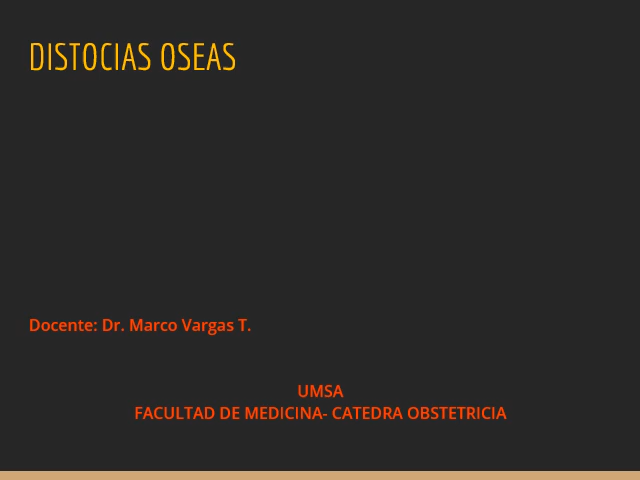 DISTOCIAS OSEAS
Docente: Dr. Marco Vargas T.
UMSA
FACULTAD DE MEDICINA- CATEDRA OBSTETRICIA